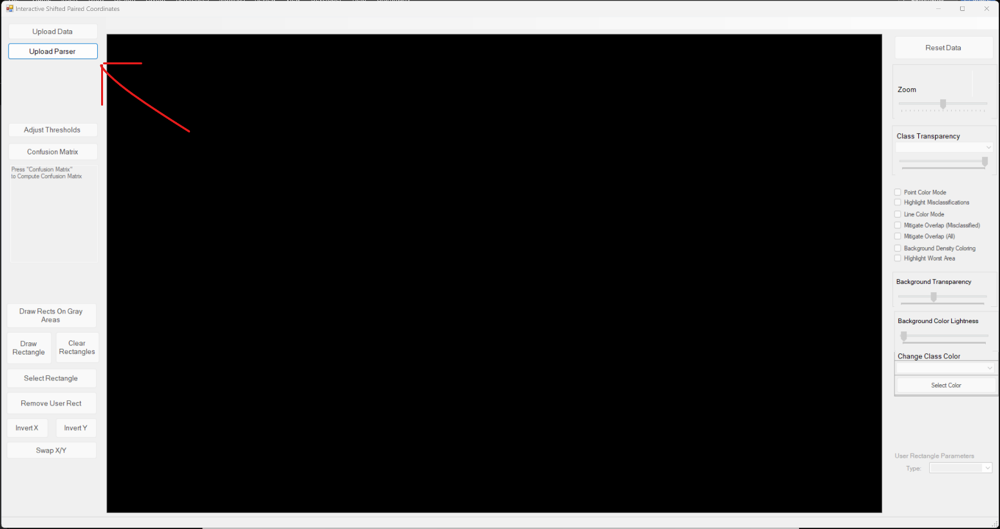 Interactive Shifted Paired Coordinates
Upload Data
Upload Parser
Adjust Thresholds
Confusion Matrix
Press "Confusion Matrix"
to Compute Confusion Matrix
Draw Rects On Gray
Areas
Draw
Rectangle
Clear
Rectangles
Select Rectangle
Remove User Rect
Invert X
Invert Y
Swap X/Y
Reset Data
Zoom
Class Transparency
Point Color Mode
Highlight Misclassifications
Line Color Mode
Mitigate Overlap (Misclassified)
Mitigate Overlap (All)
Background Density Coloring
HIghlight Worst Area
Background Transparency
Background Color Lightness
Change Class Color
Select Color
User Rectangle Parameters
Type: